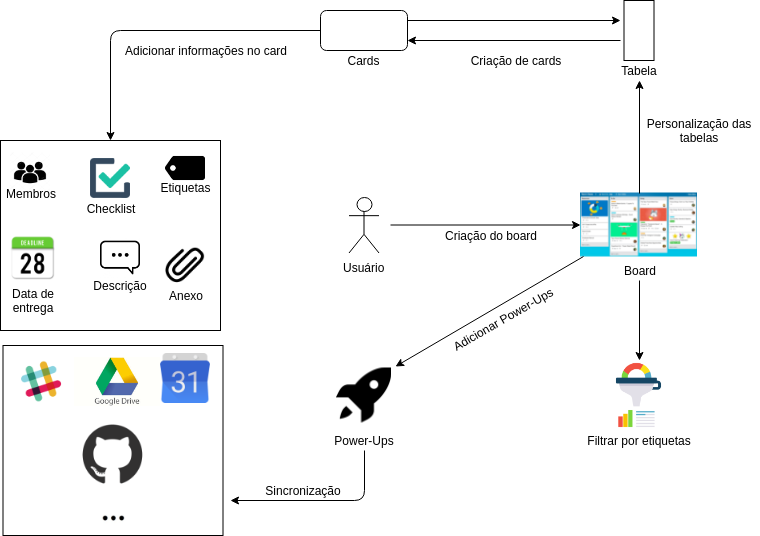 Adicionar informações no card
Cards
Criação de cards
Tabela
Personalização das
tabelas
Membros
Checklist
Etiquetas
DEADLINE
28
Data de
entrega
Descrição
Anexo
Usuário
Criação do board
Board
Adicionar Power-Ups
Google Drive
31
Power-Ups
Filtrar por etiquetas
Sincronização